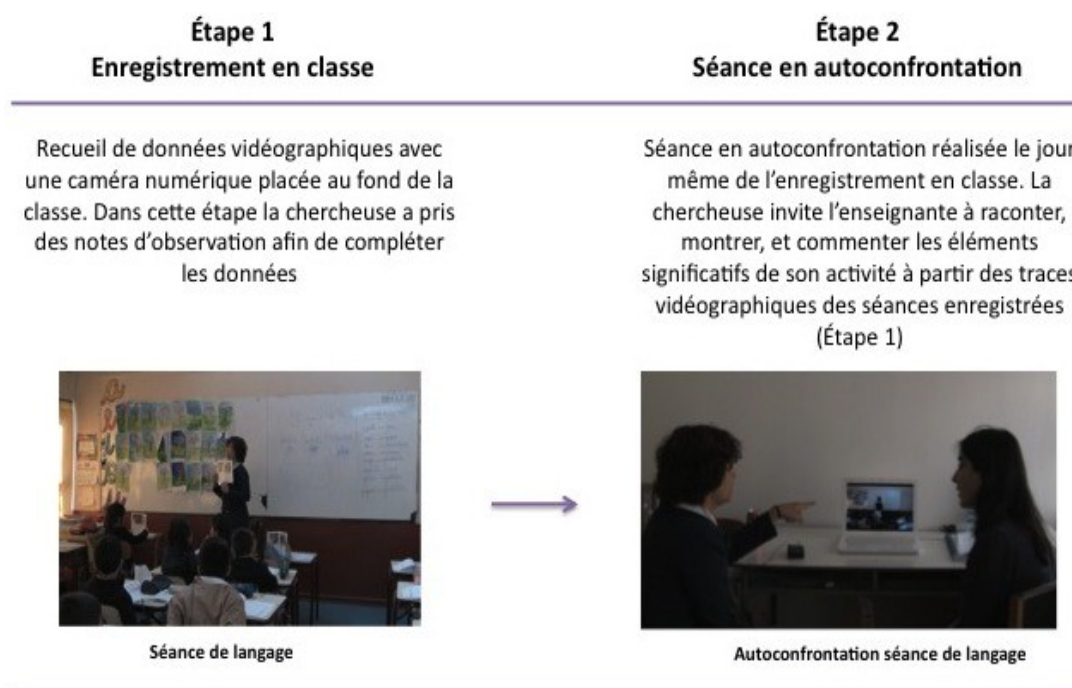 Étape 1
Enregistrement en classe
Étape 2
Séance en autoconfrontation
Recueil de données vidéographiques avec
une caméra numérique placée au fond de la
classe. Dans cette étape la chercheuse a pris
des notes d'observation afin de compléter
les données
Séance en autoconfrontation réalisée le jour
même de l'enregistrement en classe. La
chercheuse invite l'enseignante à raconter,
montrer, et commenter les éléments
significatifs de son activité à partir des traces
vidéographiques des séances enregistrées
(Étape 1)
Séance de langage
Autoconfrontation séance de langage